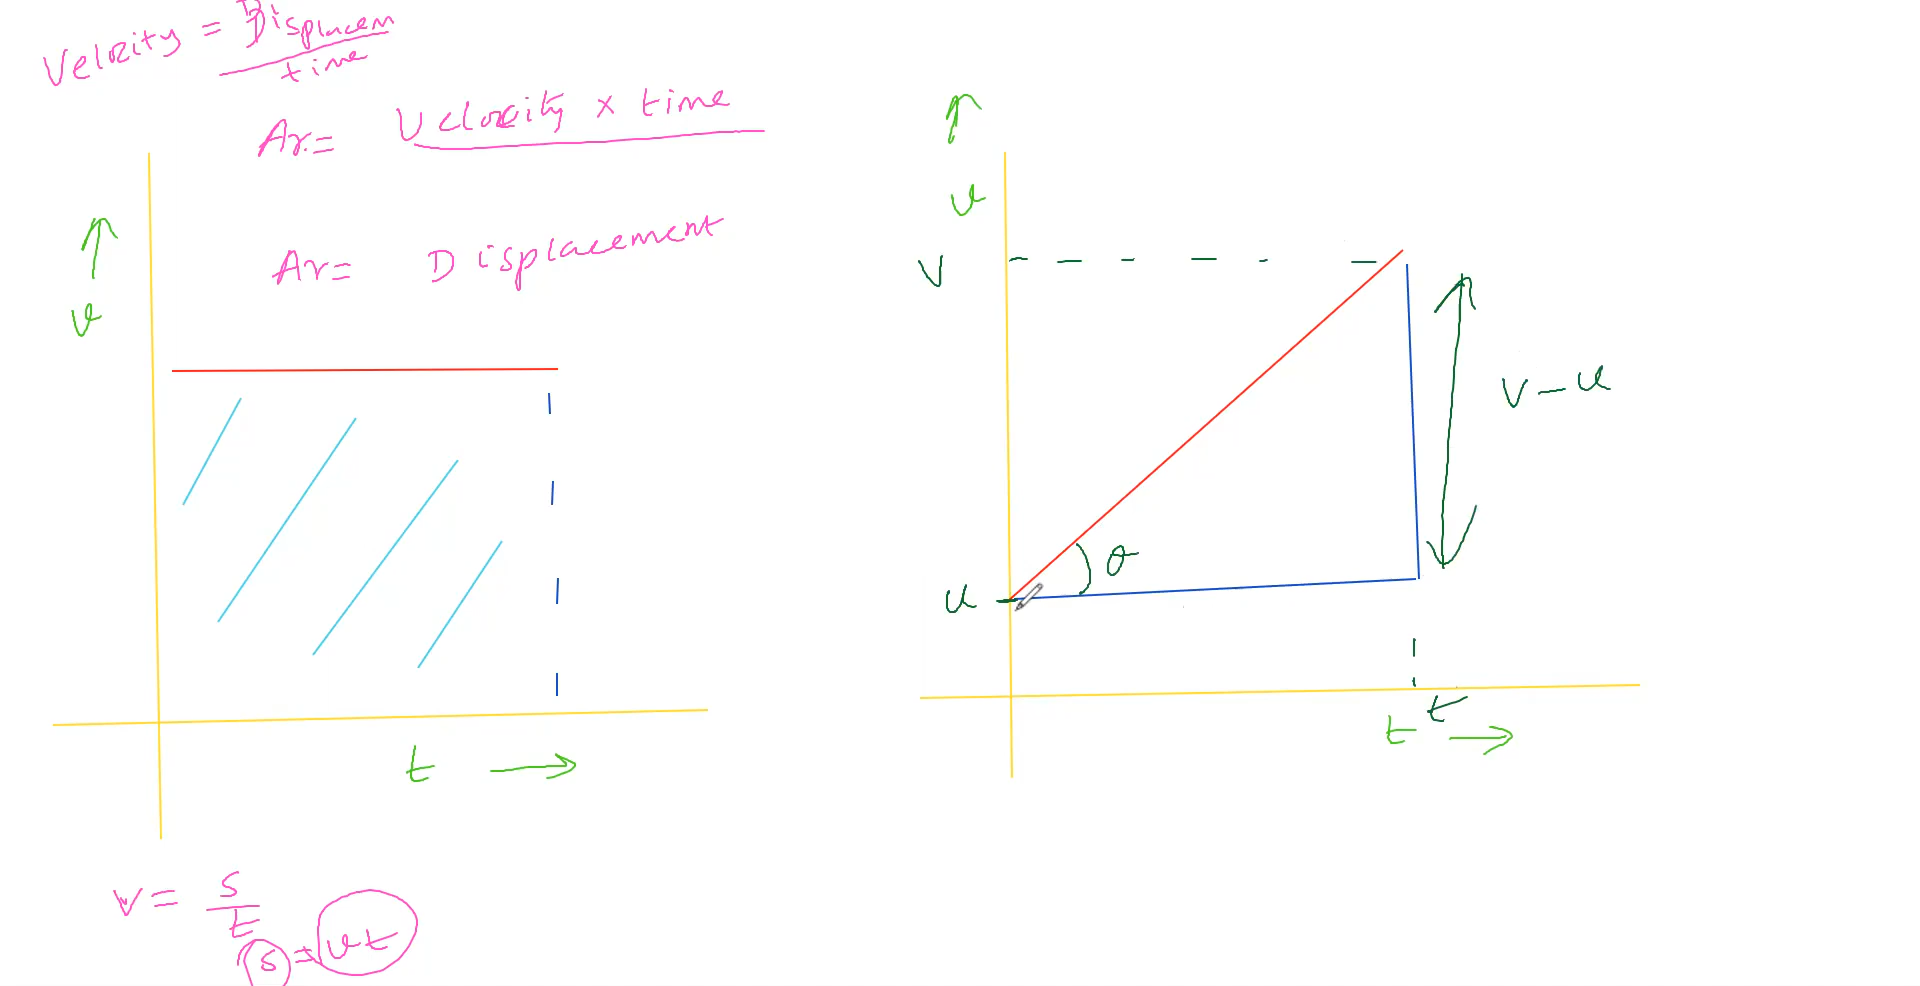 Velocity = Displacem
time
Ar = Velocity × time
Ar = Displacement
v
t
v = s
t
s = vt
v
v
v - u
θ
u
t
t